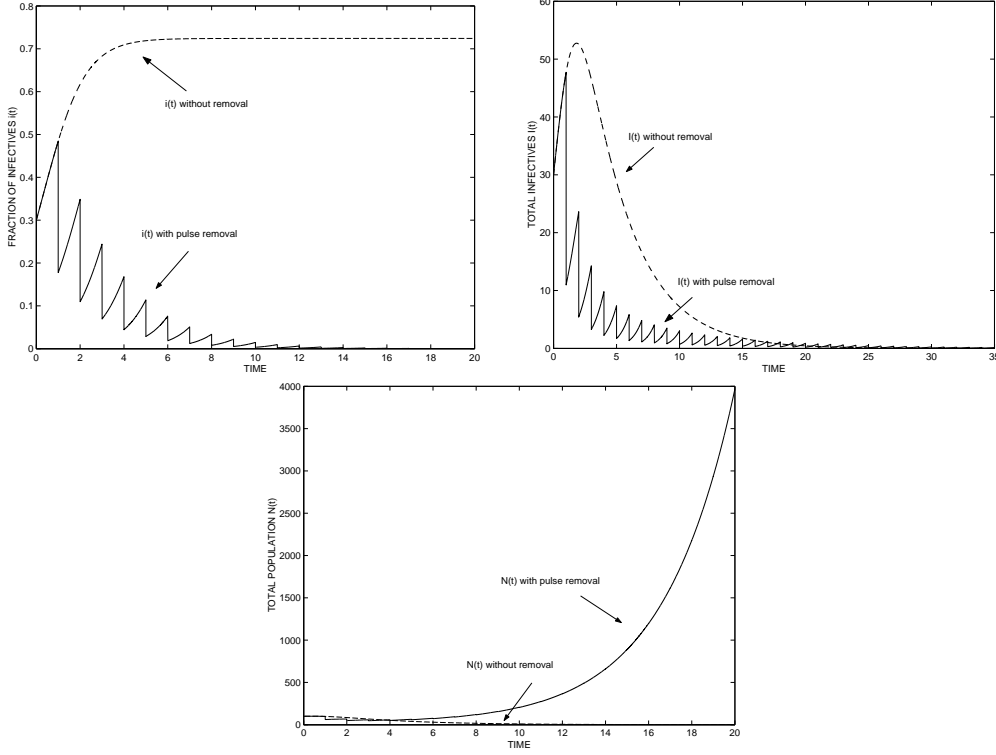 0.8
0.7
0.6
0.5
0.4
0.3
0.2
0.1
0
FRACTION OF INFECTIVES i(t)
i(t) without removal
i(t) with pulse removal
0 2 4 6 8 10 12 14 16 18 20
TIME
60
50
40
30
20
10
0
TOTAL INFECTIVES I(t)
I(t) without removal
I(t) with pulse removal
0 5 10 15 20 25 30 35
TIME
4000
3500
3000
2500
2000
1500
1000
500
0
TOTAL POPULATION N(t)
N(t) with pulse removal
N(t) without removal
0 2 4 6 8 10 12 14 16 18 20
TIME